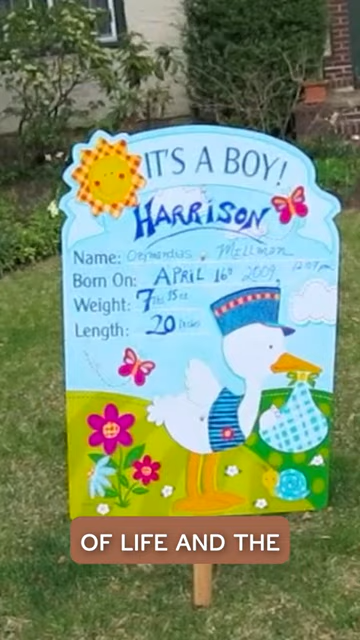 IT'S A BOY!
HARRISON
Name: Mellman
Born On: APRIL 16th 2009 12:07pm
Weight: 7 lbs 15 oz
Length: 20 inches
OF LIFE AND THE